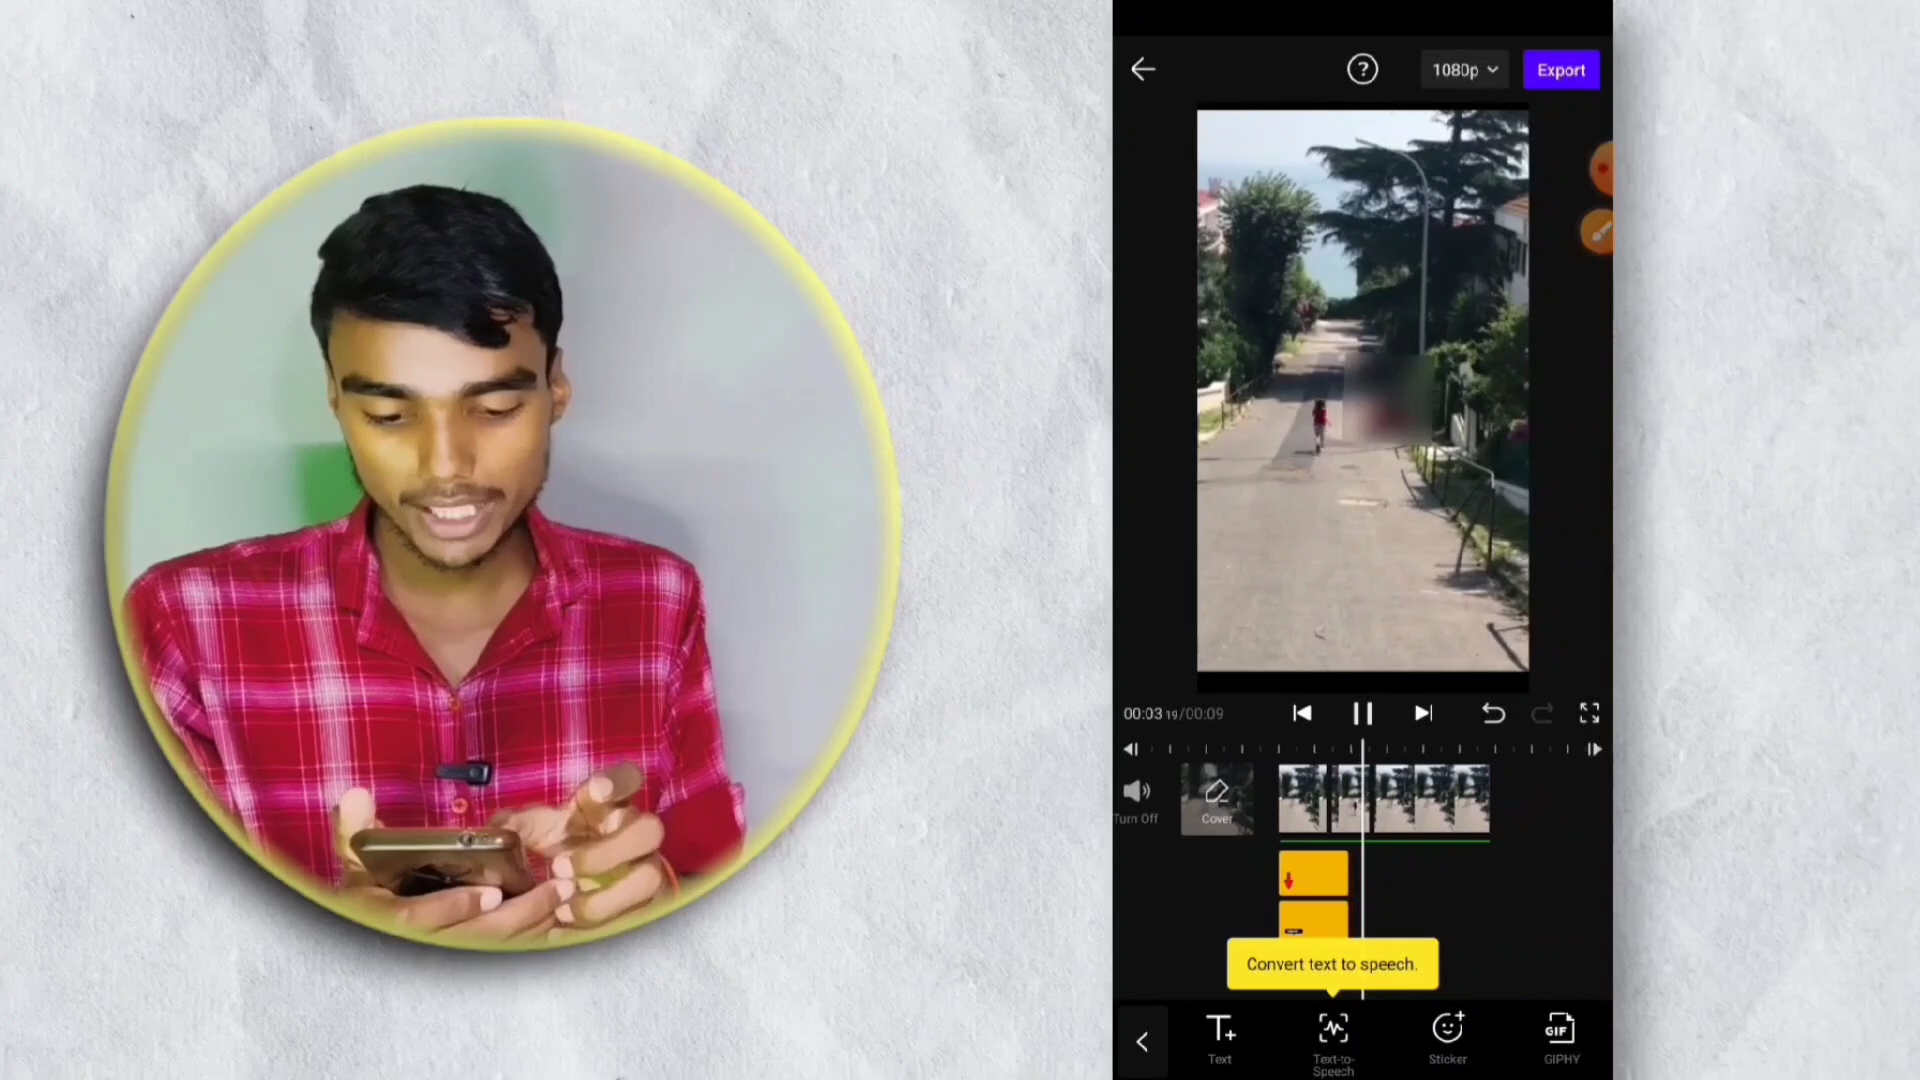 1080p
Export
00:03 19/00:09
Turn Off
Cover
Convert text to speech.
Text
Text-to-
Speech
Sticker
GIF
GIPHY